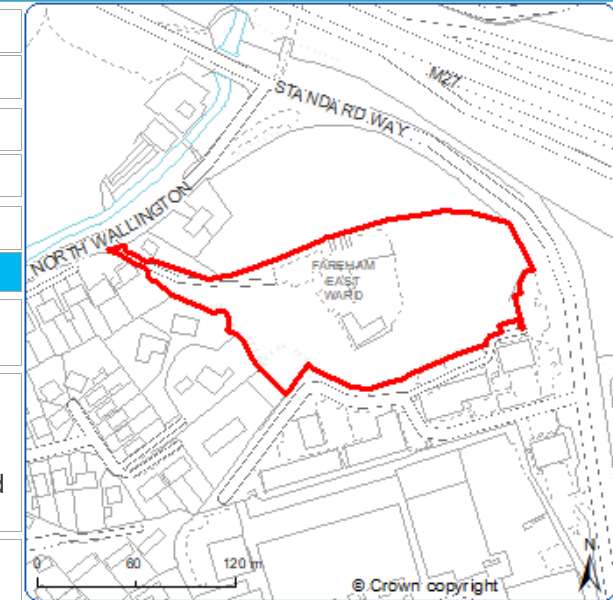 M27
STANDARD WAY
NORTH WALLINGTON
FAREHAM
EAST
WARD
d
N
0 60 120 m
© Crown copyright